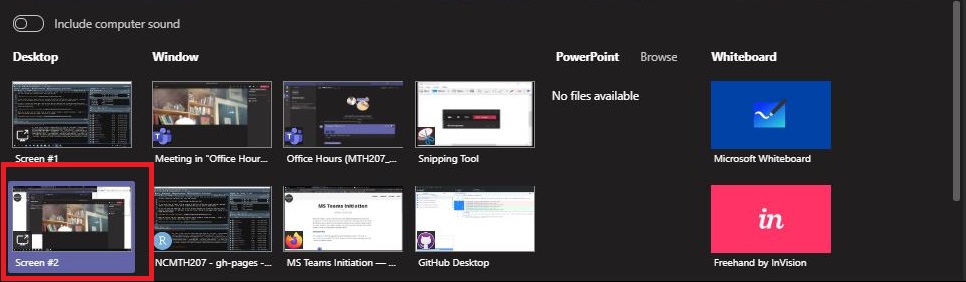 Include computer sound
Desktop
Window
PowerPoint
Browse
Whiteboard
No files available
Screen #1
Meeting in "Office Hour...
Office Hours (MTH207_...
Snipping Tool
Microsoft Whiteboard
MS Teams Initiation
R
in
Screen #2
NCMTH207 - gh-pages -...
MS Teams Initiation — ...
GitHub Desktop
Freehand by InVision